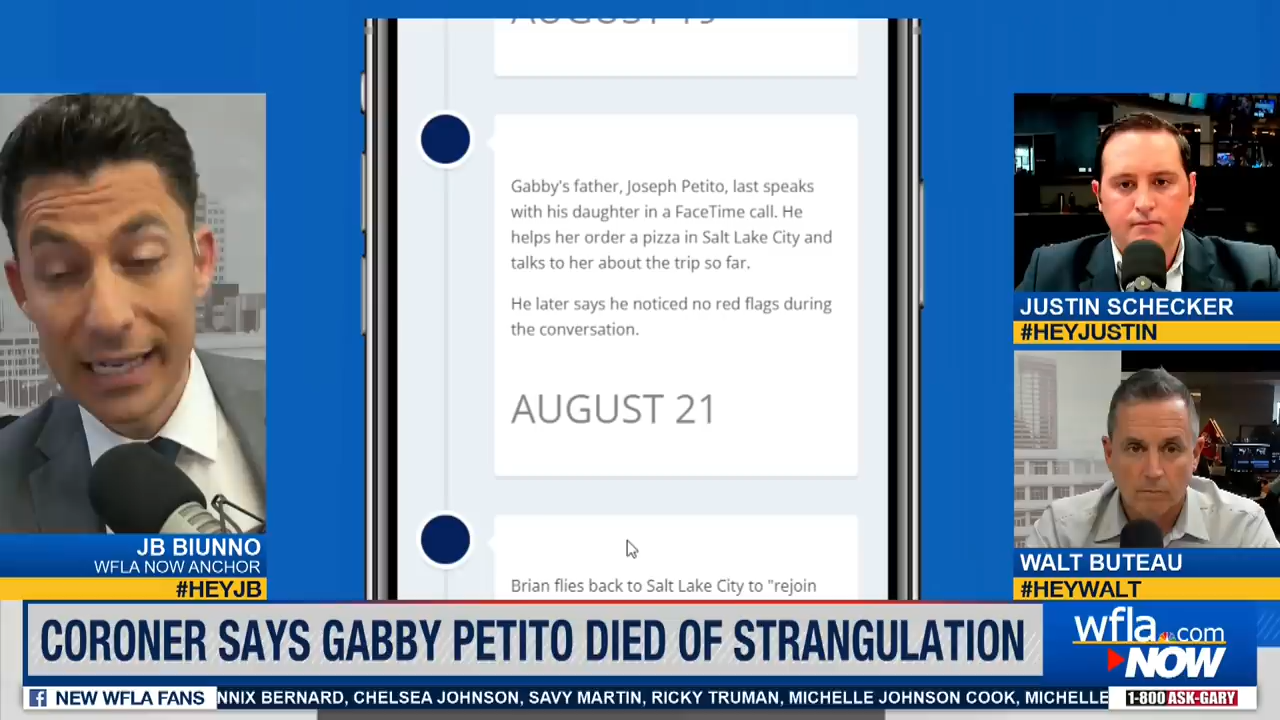 AUGUST 19
Gabby's father, Joseph Petito, last speaks
with his daughter in a FaceTime call. He
helps her order a pizza in Salt Lake City and
talks to her about the trip so far.
He later says he noticed no red flags during
the conversation.
AUGUST 21
Brian flies back to Salt Lake City to "rejoin
JB BIUNNO
WFLA NOW ANCHOR
#HEYJB
JUSTIN SCHECKER
#HEYJUSTIN
WALT BUTEAU
#HEYWALT
CORONER SAYS GABBY PETITO DIED OF STRANGULATION
wfla.com
NOW
NEW WFLA FANS
NNIX BERNARD, CHELSEA JOHNSON, SAVY MARTIN, RICKY TRUMAN, MICHELLE JOHNSON COOK, MICHELLE
1-800 ASK-GARY